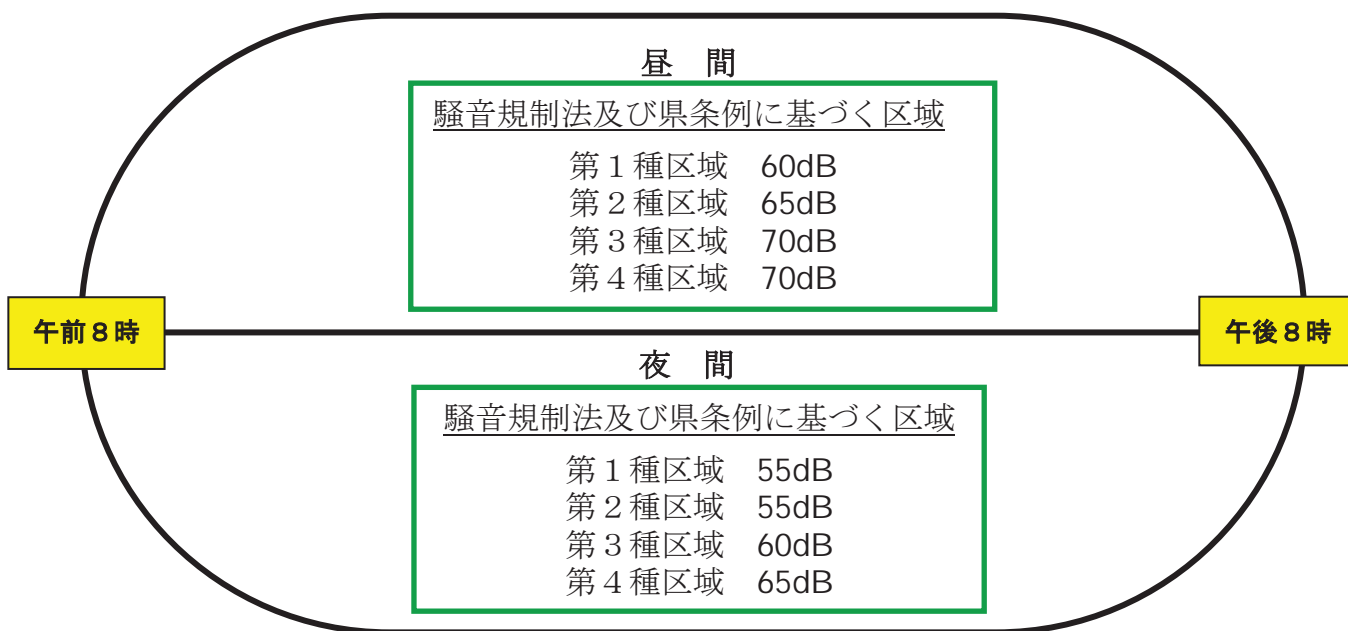 昼　間
騒音規制法及び県条例に基づく区域
第１種区域　60dB
第２種区域　65dB
第３種区域　70dB
第４種区域　70dB
午前８時
午後８時
夜　間
騒音規制法及び県条例に基づく区域
第１種区域　55dB
第２種区域　55dB
第３種区域　60dB
第４種区域　65dB